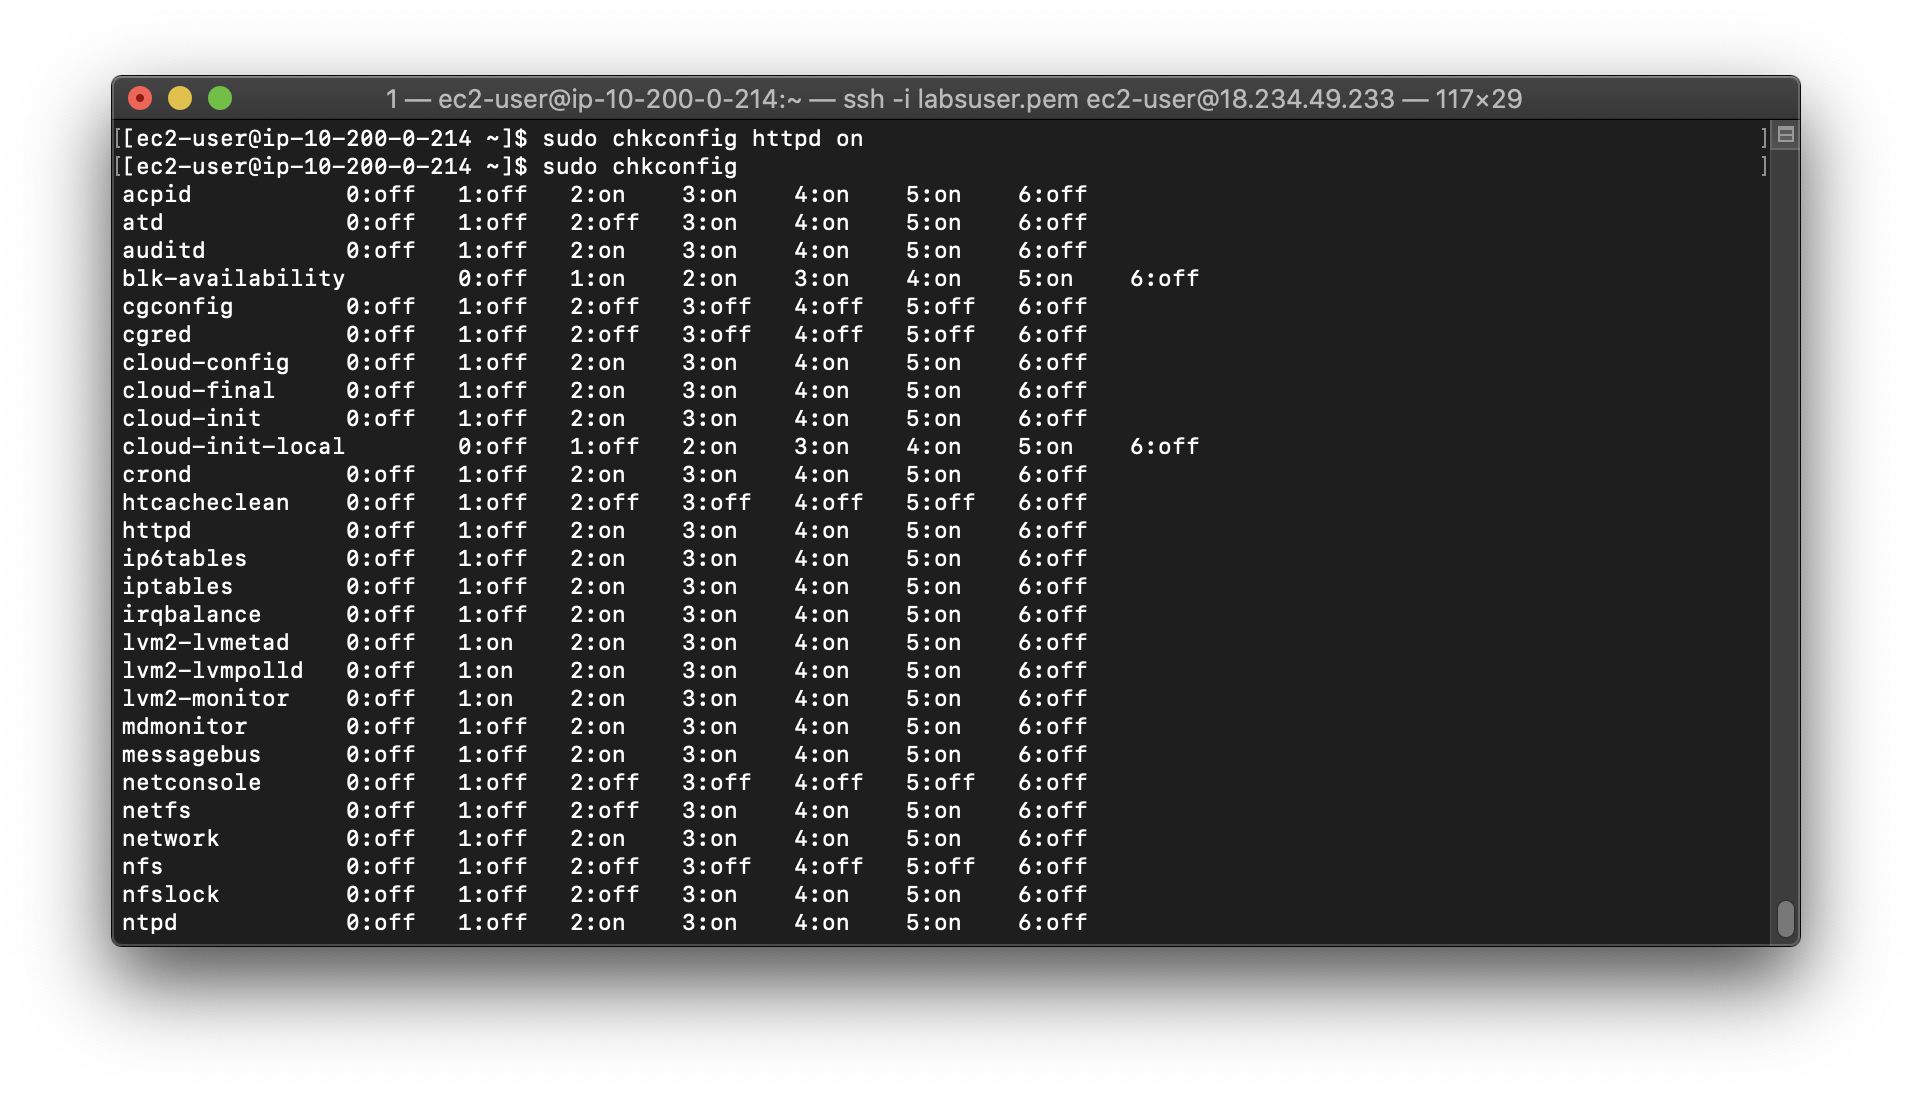 1 — ec2-user@ip-10-200-0-214:~ — ssh -i labsuser.pem ec2-user@18.234.49.233 — 117×29
[[ec2-user@ip-10-200-0-214 ~]$ sudo chkconfig httpd on ]
[[ec2-user@ip-10-200-0-214 ~]$ sudo chkconfig ]
acpid 0:off 1:off 2:on 3:on 4:on 5:on 6:off
atd 0:off 1:off 2:off 3:on 4:on 5:on 6:off
auditd 0:off 1:off 2:on 3:on 4:on 5:on 6:off
blk-availability 0:off 1:on 2:on 3:on 4:on 5:on 6:off
cgconfig 0:off 1:off 2:off 3:off 4:off 5:off 6:off
cgred 0:off 1:off 2:off 3:off 4:off 5:off 6:off
cloud-config 0:off 1:off 2:on 3:on 4:on 5:on 6:off
cloud-final 0:off 1:off 2:on 3:on 4:on 5:on 6:off
cloud-init 0:off 1:off 2:on 3:on 4:on 5:on 6:off
cloud-init-local 0:off 1:off 2:on 3:on 4:on 5:on 6:off
crond 0:off 1:off 2:on 3:on 4:on 5:on 6:off
htcacheclean 0:off 1:off 2:off 3:off 4:off 5:off 6:off
httpd 0:off 1:off 2:on 3:on 4:on 5:on 6:off
ip6tables 0:off 1:off 2:on 3:on 4:on 5:on 6:off
iptables 0:off 1:off 2:on 3:on 4:on 5:on 6:off
irqbalance 0:off 1:off 2:on 3:on 4:on 5:on 6:off
lvm2-lvmetad 0:off 1:on 2:on 3:on 4:on 5:on 6:off
lvm2-lvmpolld 0:off 1:on 2:on 3:on 4:on 5:on 6:off
lvm2-monitor 0:off 1:on 2:on 3:on 4:on 5:on 6:off
mdmonitor 0:off 1:off 2:on 3:on 4:on 5:on 6:off
messagebus 0:off 1:off 2:on 3:on 4:on 5:on 6:off
netconsole 0:off 1:off 2:off 3:off 4:off 5:off 6:off
netfs 0:off 1:off 2:off 3:on 4:on 5:on 6:off
network 0:off 1:off 2:on 3:on 4:on 5:on 6:off
nfs 0:off 1:off 2:off 3:off 4:off 5:off 6:off
nfslock 0:off 1:off 2:off 3:on 4:on 5:on 6:off
ntpd 0:off 1:off 2:on 3:on 4:on 5:on 6:off